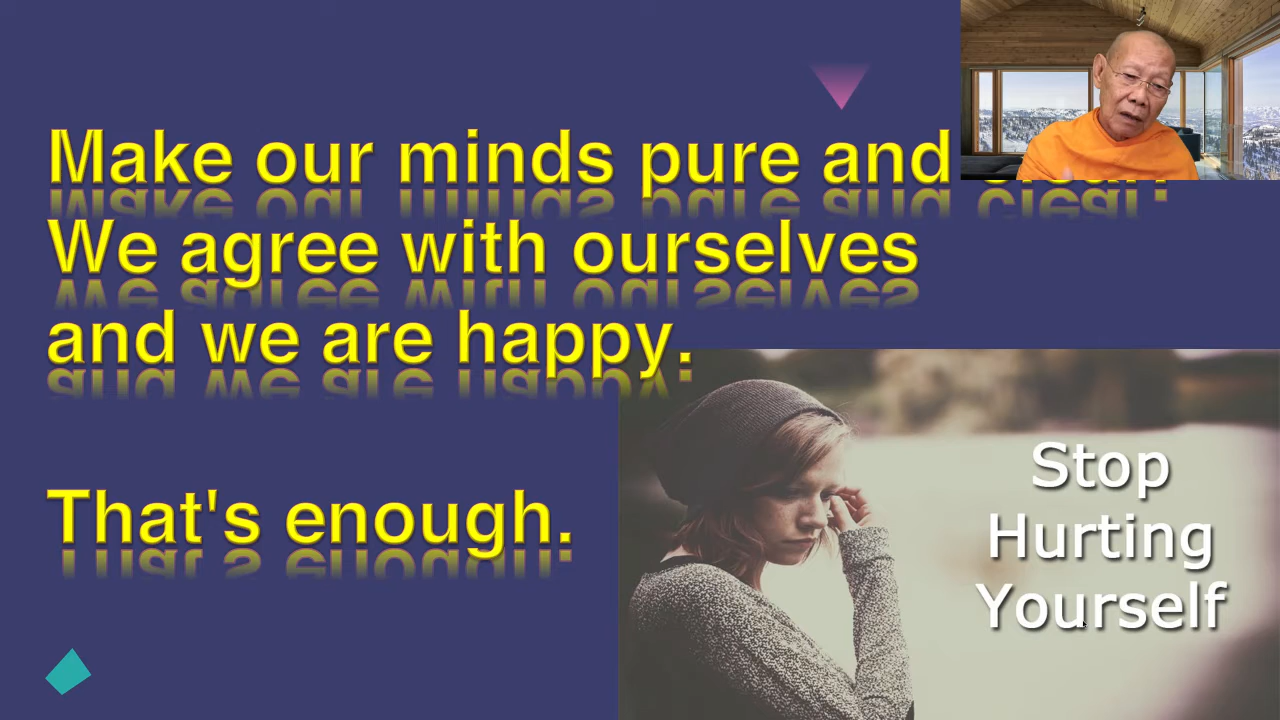 Make our minds pure and
We agree with ourselves
and we are happy.
That's enough.
Stop
Hurting
Yourself